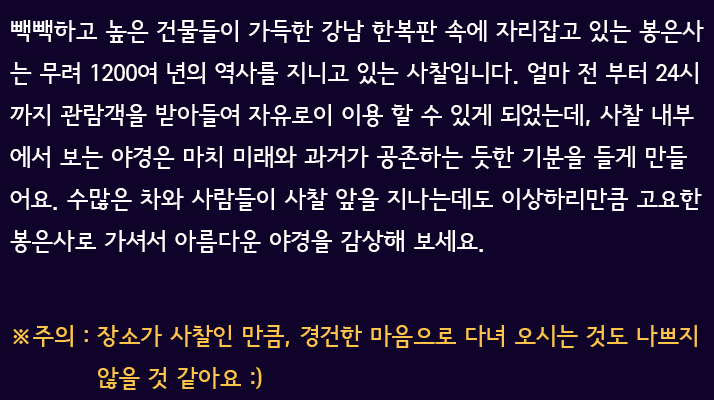 빽빽하고 높은 건물들이 가득한 강남 한복판 속에 자리잡고 있는 봉은사
는 무려 1200여 년의 역사를 지니고 있는 사찰입니다. 얼마 전 부터 24시
까지 관람객을 받아들여 자유로이 이용 할 수 있게 되었는데, 사찰 내부
에서 보는 야경은 마치 미래와 과거가 공존하는 듯한 기분을 들게 만들
어요. 수많은 차와 사람들이 사찰 앞을 지나는데도 이상하리만큼 고요한
봉은사로 가셔서 아름다운 야경을 감상해 보세요.
※주의 : 장소가 사찰인 만큼, 경건한 마음으로 다녀 오시는 것도 나쁘지
않을 것 같아요 :)